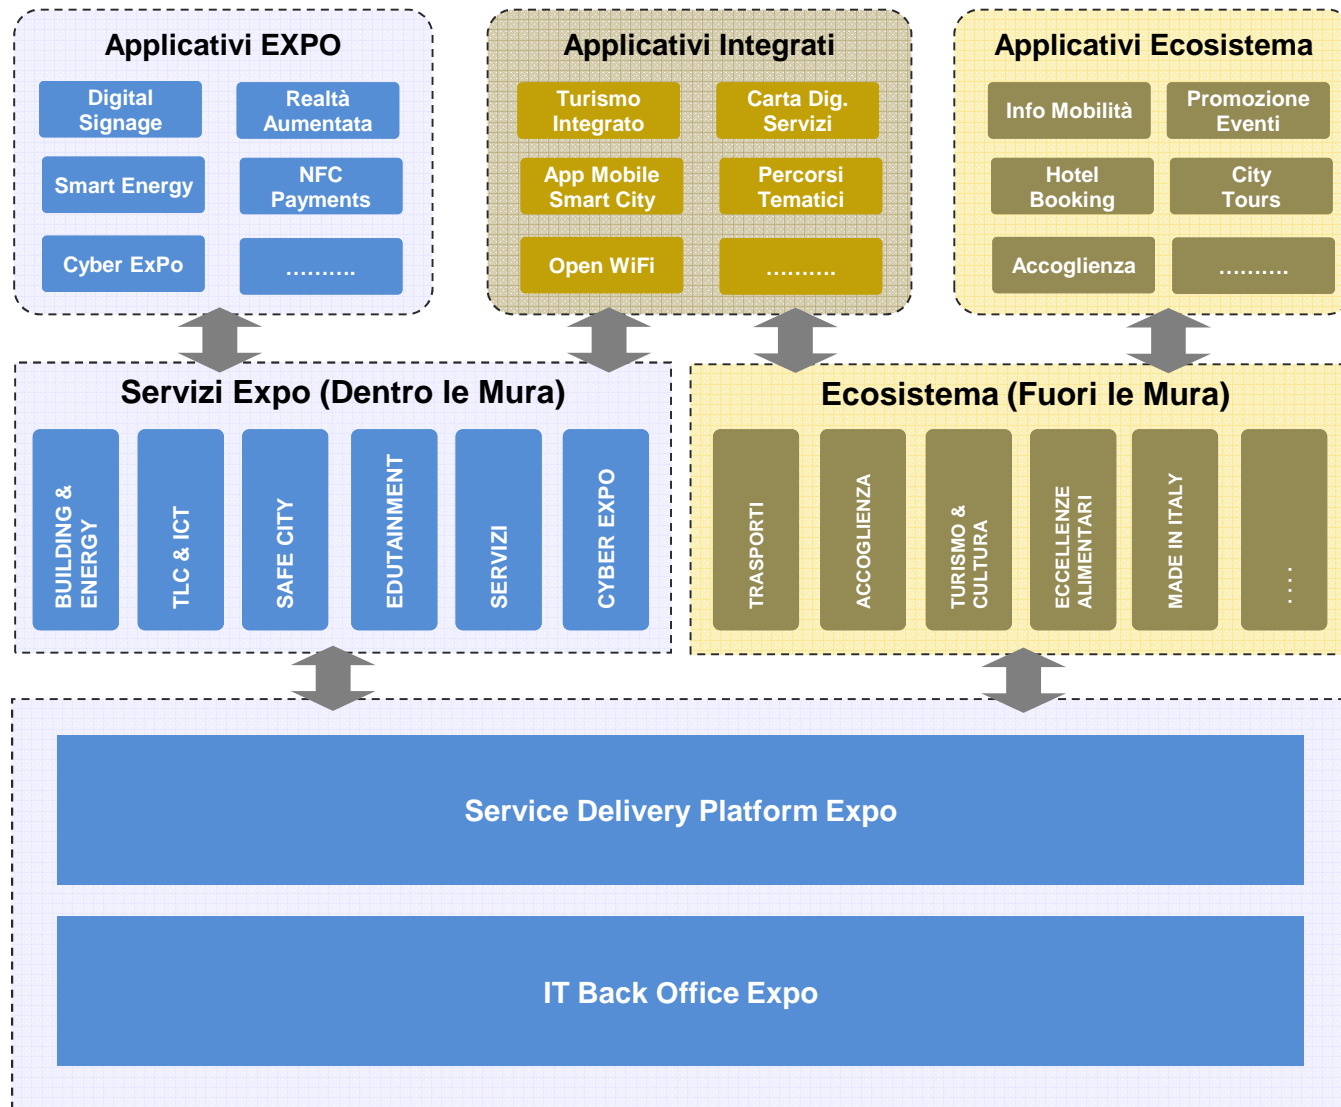 Applicativi EXPO
Digital
Signage
Realtà
Aumentata
Smart Energy
NFC
Payments
Cyber ExPo
……….
Applicativi Integrati
Turismo
Integrato
Carta Dig.
Servizi
App Mobile
Smart City
Percorsi
Tematici
Open WiFi
……….
Applicativi Ecosistema
Info Mobilità
Promozione
Eventi
Hotel
Booking
City
Tours
Accoglienza
……….
Servizi Expo (Dentro le Mura)
BUILDING &
ENERGY
TLC & ICT
SAFE CITY
EDUTAINMENT
SERVIZI
CYBER EXPO
Ecosistema (Fuori le Mura)
TRASPORTI
ACCOGLIENZA
TURISMO &
CULTURA
ECCELLENZE
ALIMENTARI
MADE IN ITALY
. . . .
Service Delivery Platform Expo
IT Back Office Expo